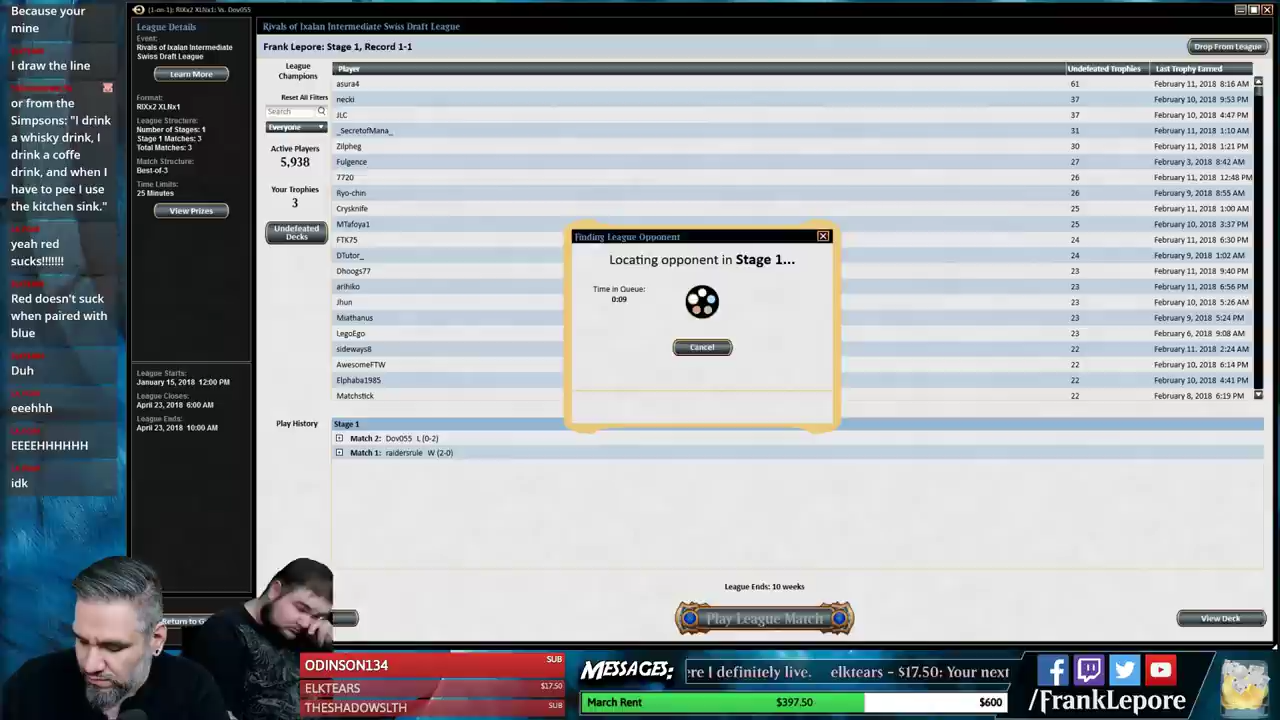 Because your
mine
I draw the line
or from the
Simpsons: "I drink
a whisky drink, I
drink a coffe
drink, and when I
have to pee I use
the kitchen sink."
yeah red
sucks!!!!!!!
Red doesn't suck
when paired with
blue
Duh
eeehhh
EEEEHHHHHH
idk
(1-on-1): RIXx2 XLNx1: Vs. Dov055
League Details
Event:
Rivals of Ixalan Intermediate
Swiss Draft League
Learn More
Format:
RIXx2 XLNx1
League Structure:
Number of Stages: 1
Stage 1 Matches: 3
Total Matches: 3
Match Structure:
Best-of-3
Time Limits:
25 Minutes
View Prizes
League Starts:
January 15, 2018 12:00 PM
League Closes:
April 23, 2018 6:00 AM
League Ends:
April 23, 2018 10:00 AM
Return to G
Rivals of Ixalan Intermediate Swiss Draft League
Frank Lepore: Stage 1, Record 1-1
Drop From League
League
Champions
Reset All Filters
Search
Everyone
Active Players
5,938
Your Trophies
3
Undefeated
Decks
Player Undefeated Trophies Last Trophy Earned
asura4 61 February 11, 2018 8:16 AM
necki 37 February 10, 2018 9:53 PM
JLC 37 February 10, 2018 4:47 PM
_SecretofMana_ 31 February 11, 2018 1:10 AM
Zilpheg 30 February 11, 2018 1:21 PM
Fulgence 27 February 3, 2018 8:42 AM
7720 26 February 11, 2018 12:48 PM
Ryo-chin 26 February 9, 2018 8:55 AM
Crysknife 25 February 11, 2018 1:00 AM
MTafoya1 25 February 10, 2018 3:37 PM
FTK75 24 February 11, 2018 6:30 PM
DTutor_ 24 February 9, 2018 1:02 AM
Dhoogs77 23 February 11, 2018 9:40 PM
arihiko 23 February 11, 2018 6:56 PM
Jhun 23 February 10, 2018 5:26 AM
Miathanus 23 February 9, 2018 5:24 PM
LegoEgo 23 February 6, 2018 9:08 AM
sideways8 22 February 11, 2018 2:24 AM
AwesomeFTW 22 February 10, 2018 6:14 PM
Elphaba1985 22 February 10, 2018 4:41 PM
Matchstick 22 February 8, 2018 6:19 PM
Finding League Opponent
Locating opponent in Stage 1...
Time in Queue:
0:09
Cancel
Play History
Stage 1
Match 2: Dov055 L (0-2)
Match 1: raidersrule W (2-0)
League Ends: 10 weeks
Play League Match
View Deck
ODINSON134 SUB
ELKTEARS $17.50
THESHADOWSLTH SUB
MESSAGES:
ere I definitely live. elktears - $17.50: Your next
March Rent $397.50 $600
/FrankLepore